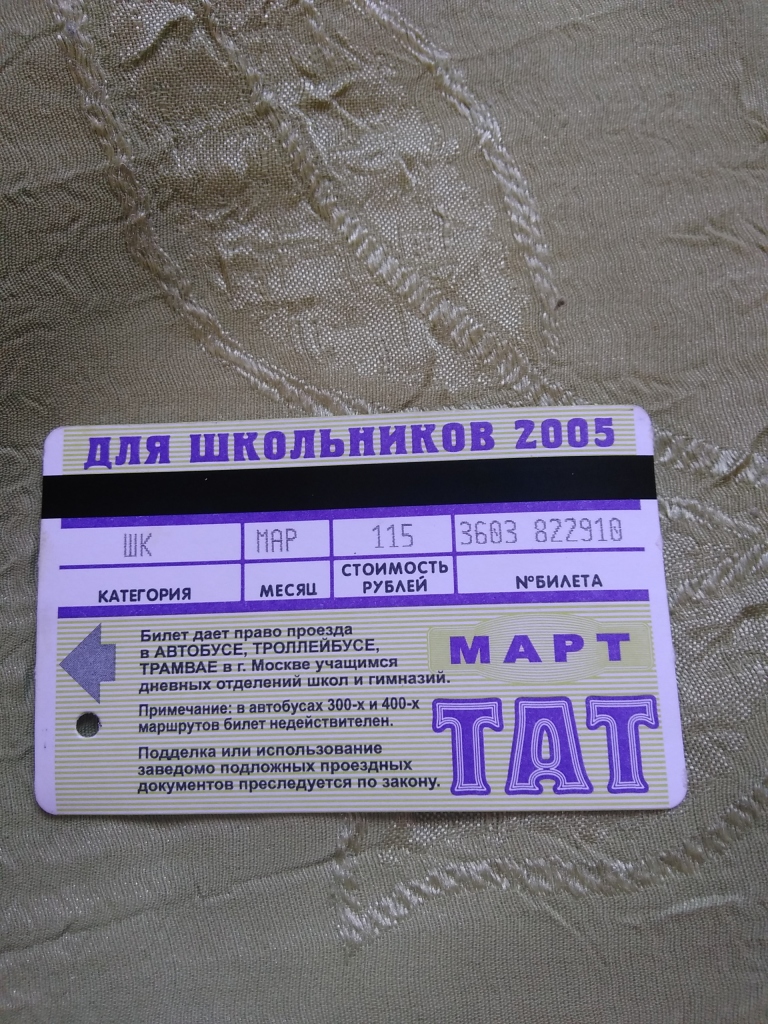 ДЛЯ ШКОЛЬНИКОВ 2005
ШК МАР 115 3603 822910
КАТЕГОРИЯ МЕСЯЦ СТОИМОСТЬ РУБЛЕЙ №БИЛЕТА
Билет дает право проезда
в АВТОБУСЕ, ТРОЛЛЕЙБУСЕ,
ТРАМВАЕ в г. Москве учащимся
дневных отделений школ и гимназий.
Примечание: в автобусах 300-х и 400-х
маршрутов билет недействителен.
Подделка или использование
заведомо подложных проездных
документов преследуется по закону.
МАРТ
ТАТ